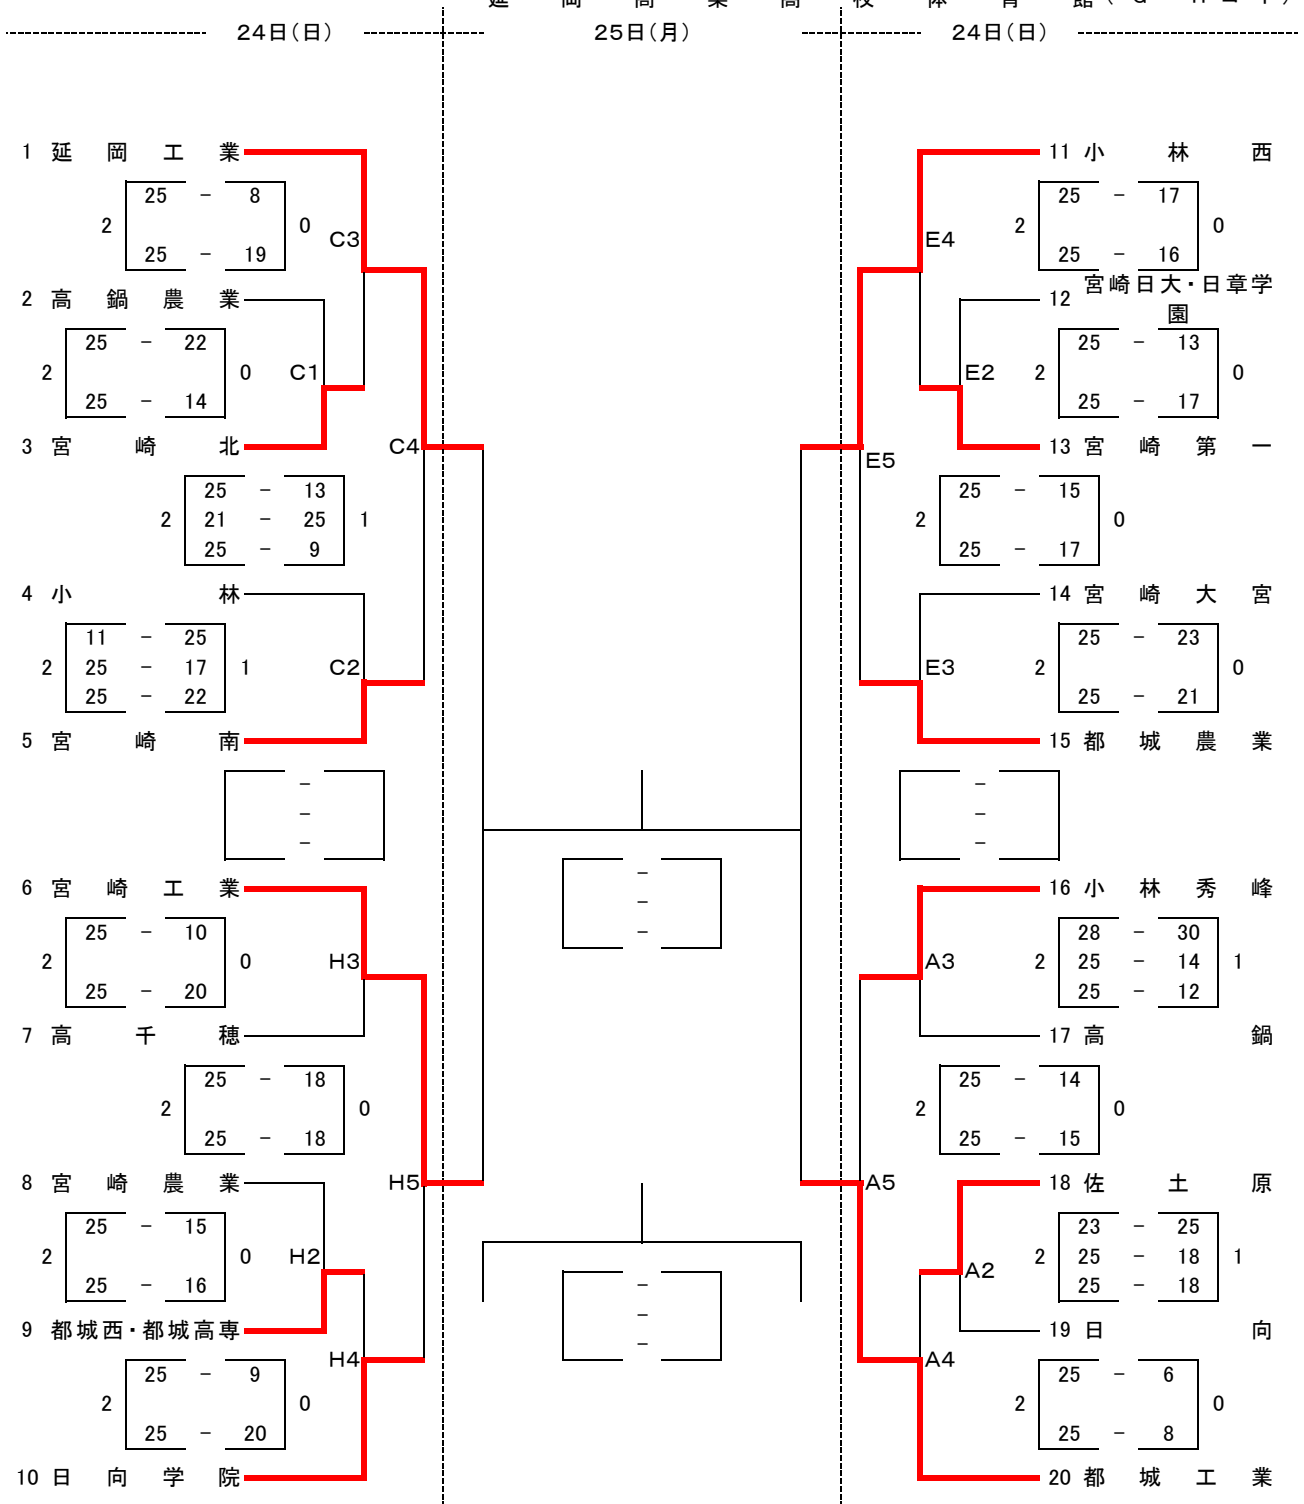 24日(日) 25日(月) 24日(日)
1 延岡工業
25 - 8
2 0 C3
25 - 19
2 高鍋農業
25 - 22
2 0 C1
25 - 14
3 宮崎北
C4
25 - 13
2 21 - 25 1
25 - 9
4 小林
11 - 25
2 25 - 17 1 C2
25 - 22
5 宮崎南
-
-
-
6 宮崎工業
25 - 10
2 0 H3
25 - 20
7 高千穂
25 - 18
2 0
25 - 18
8 宮崎農業
H5
25 - 15
2 0 H2
25 - 16
9 都城西・都城高専
H4
25 - 9
2 0
25 - 20
10 日向学院
-
-
-
-
-
-
11 小林西
25 - 17
E4 2 0
25 - 16
12 宮崎日大・日章学
園
25 - 13
E2 2 0
25 - 17
13 宮崎第一
E5
25 - 15
2 0
25 - 17
14 宮崎大宮
25 - 23
E3 2 0
25 - 21
15 都城農業
-
-
-
16 小林秀峰
28 - 30
A3 2 25 - 14 1
25 - 12
17 高鍋
25 - 14
2 0
25 - 15
18 佐土原
A5
23 - 25
A2 2 25 - 18 1
25 - 18
19 日向
A4
25 - 6
2 0
25 - 8
20 都城工業